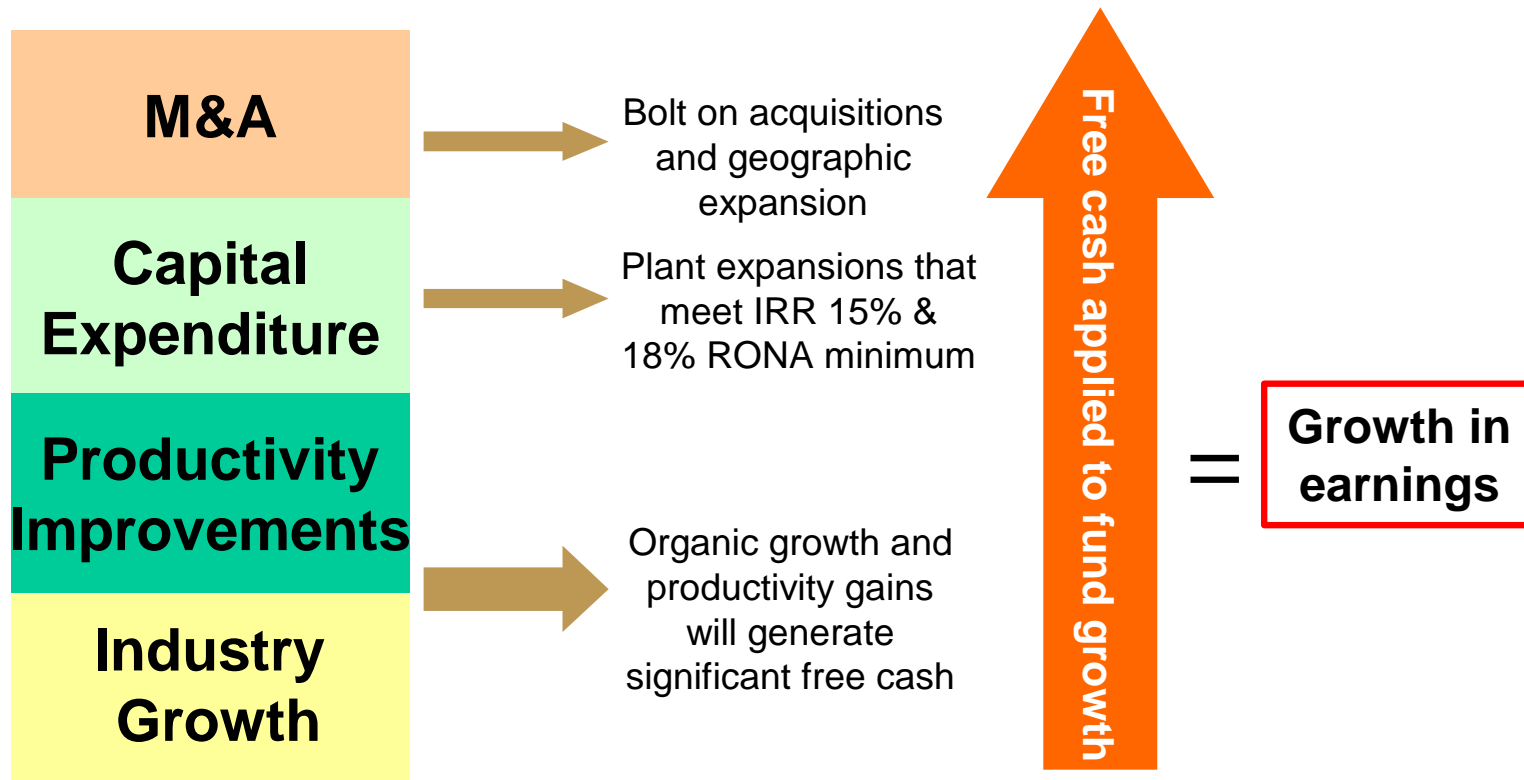 M&A
Bolt on acquisitions
and geographic
expansion
Capital
Expenditure
Plant expansions that
meet IRR 15% &
18% RONA minimum
Productivity
Improvements
Organic growth and
productivity gains
will generate
significant free cash
Industry
Growth
Free cash applied to fund growth
=
Growth in
earnings